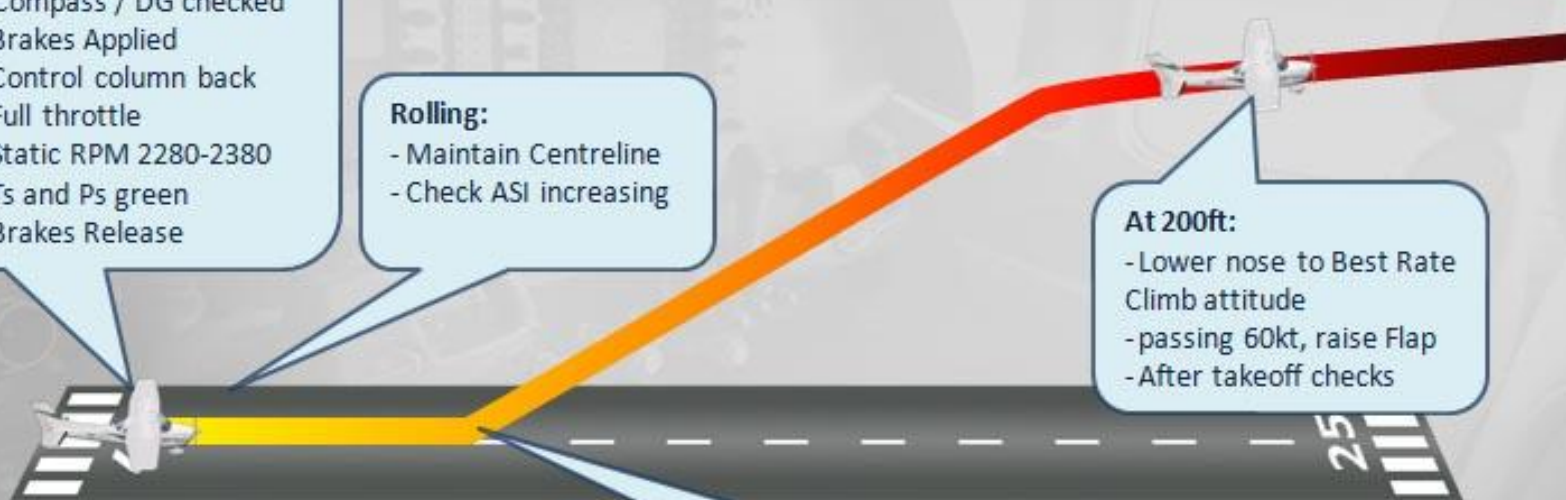 Compass / DG checked
Brakes Applied
Control column back
Full throttle
Static RPM 2280-2380
Ts and Ps green
Brakes Release
Rolling:
- Maintain Centreline
- Check ASI increasing
At 200ft:
-Lower nose to Best Rate
Climb attitude
-passing 60kt, raise Flap
-After takeoff checks
25